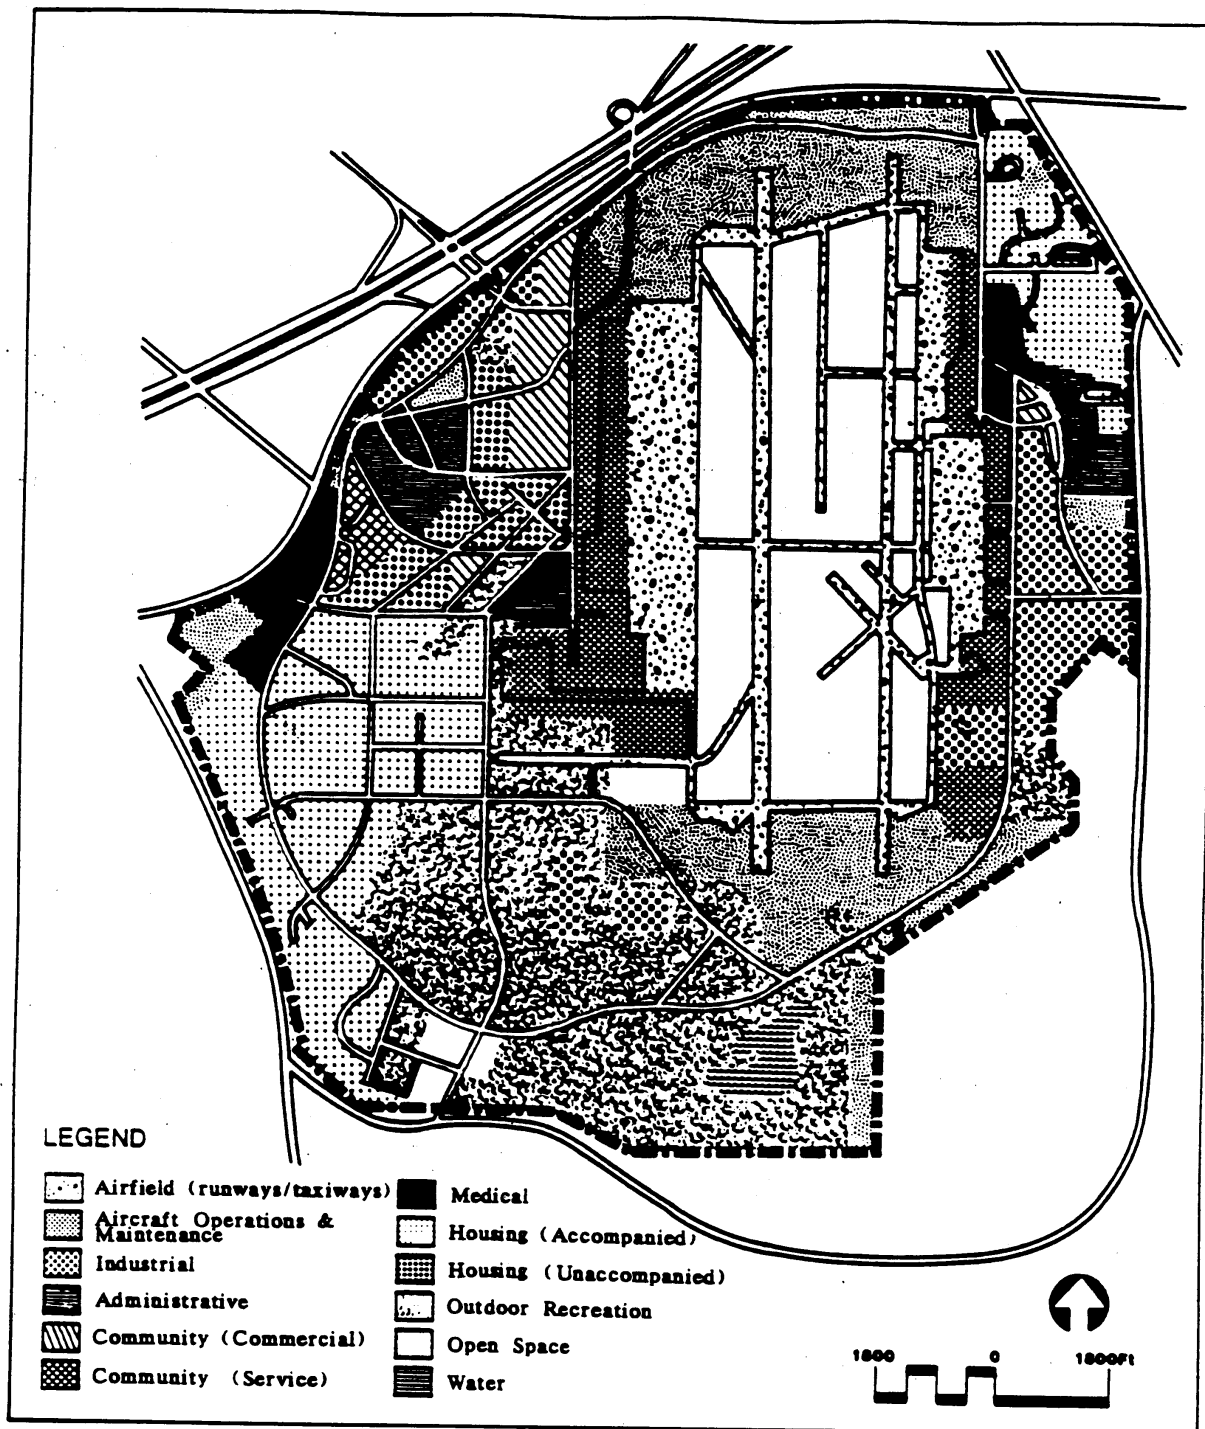 LEGEND
Airfield (runways/taxiways)
Aircraft Operations &
Maintenance
Industrial
Administrative
Community (Commercial)
Community (Service)
Medical
Housing (Accompanied)
Housing (Unaccompanied)
Outdoor Recreation
Open Space
Water
1800 0 1800Ft